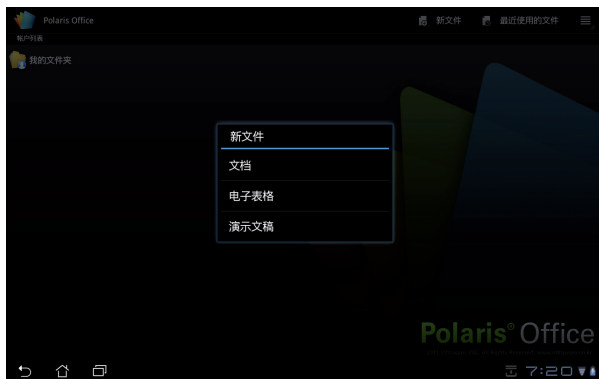 Polaris Office
新文件
最近使用的文件
帐户列表
我的文件夹
新文件
文档
电子表格
演示文稿
Polaris® Office
7:20